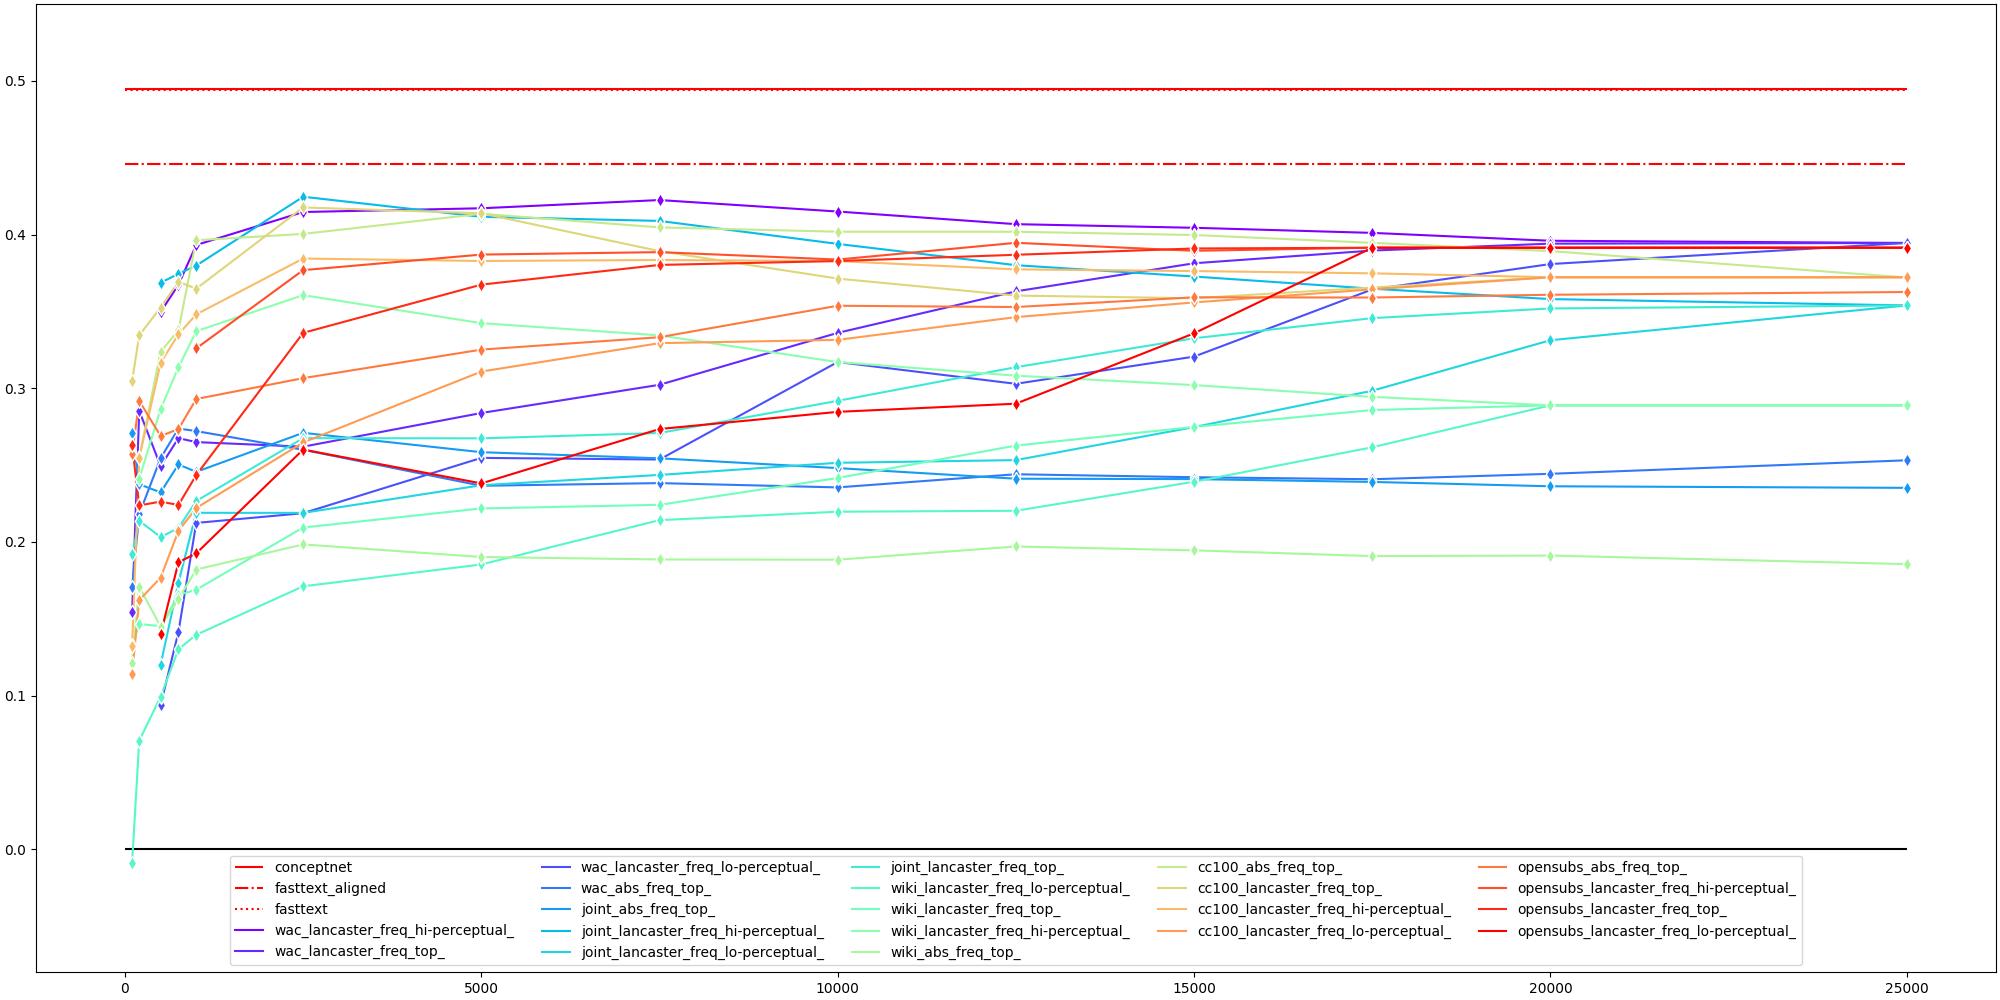 0.5
0.4
0.3
0.2
0.1
0.0
conceptnet
fasttext_aligned
fasttext
wac_lancaster_freq_hi-perceptual_
wac_lancaster_freq_top_
wac_lancaster_freq_lo-perceptual_
wac_abs_freq_top_
joint_abs_freq_top_
joint_lancaster_freq_hi-perceptual_
joint_lancaster_freq_lo-perceptual_
joint_lancaster_freq_top_
wiki_lancaster_freq_lo-perceptual_
wiki_lancaster_freq_top_
wiki_lancaster_freq_hi-perceptual_
wiki_abs_freq_top_
cc100_abs_freq_top_
cc100_lancaster_freq_top_
cc100_lancaster_freq_hi-perceptual_
cc100_lancaster_freq_lo-perceptual_
opensubs_abs_freq_top_
opensubs_lancaster_freq_hi-perceptual_
opensubs_lancaster_freq_top_
opensubs_lancaster_freq_lo-perceptual_
0 5000 10000 15000 20000 25000